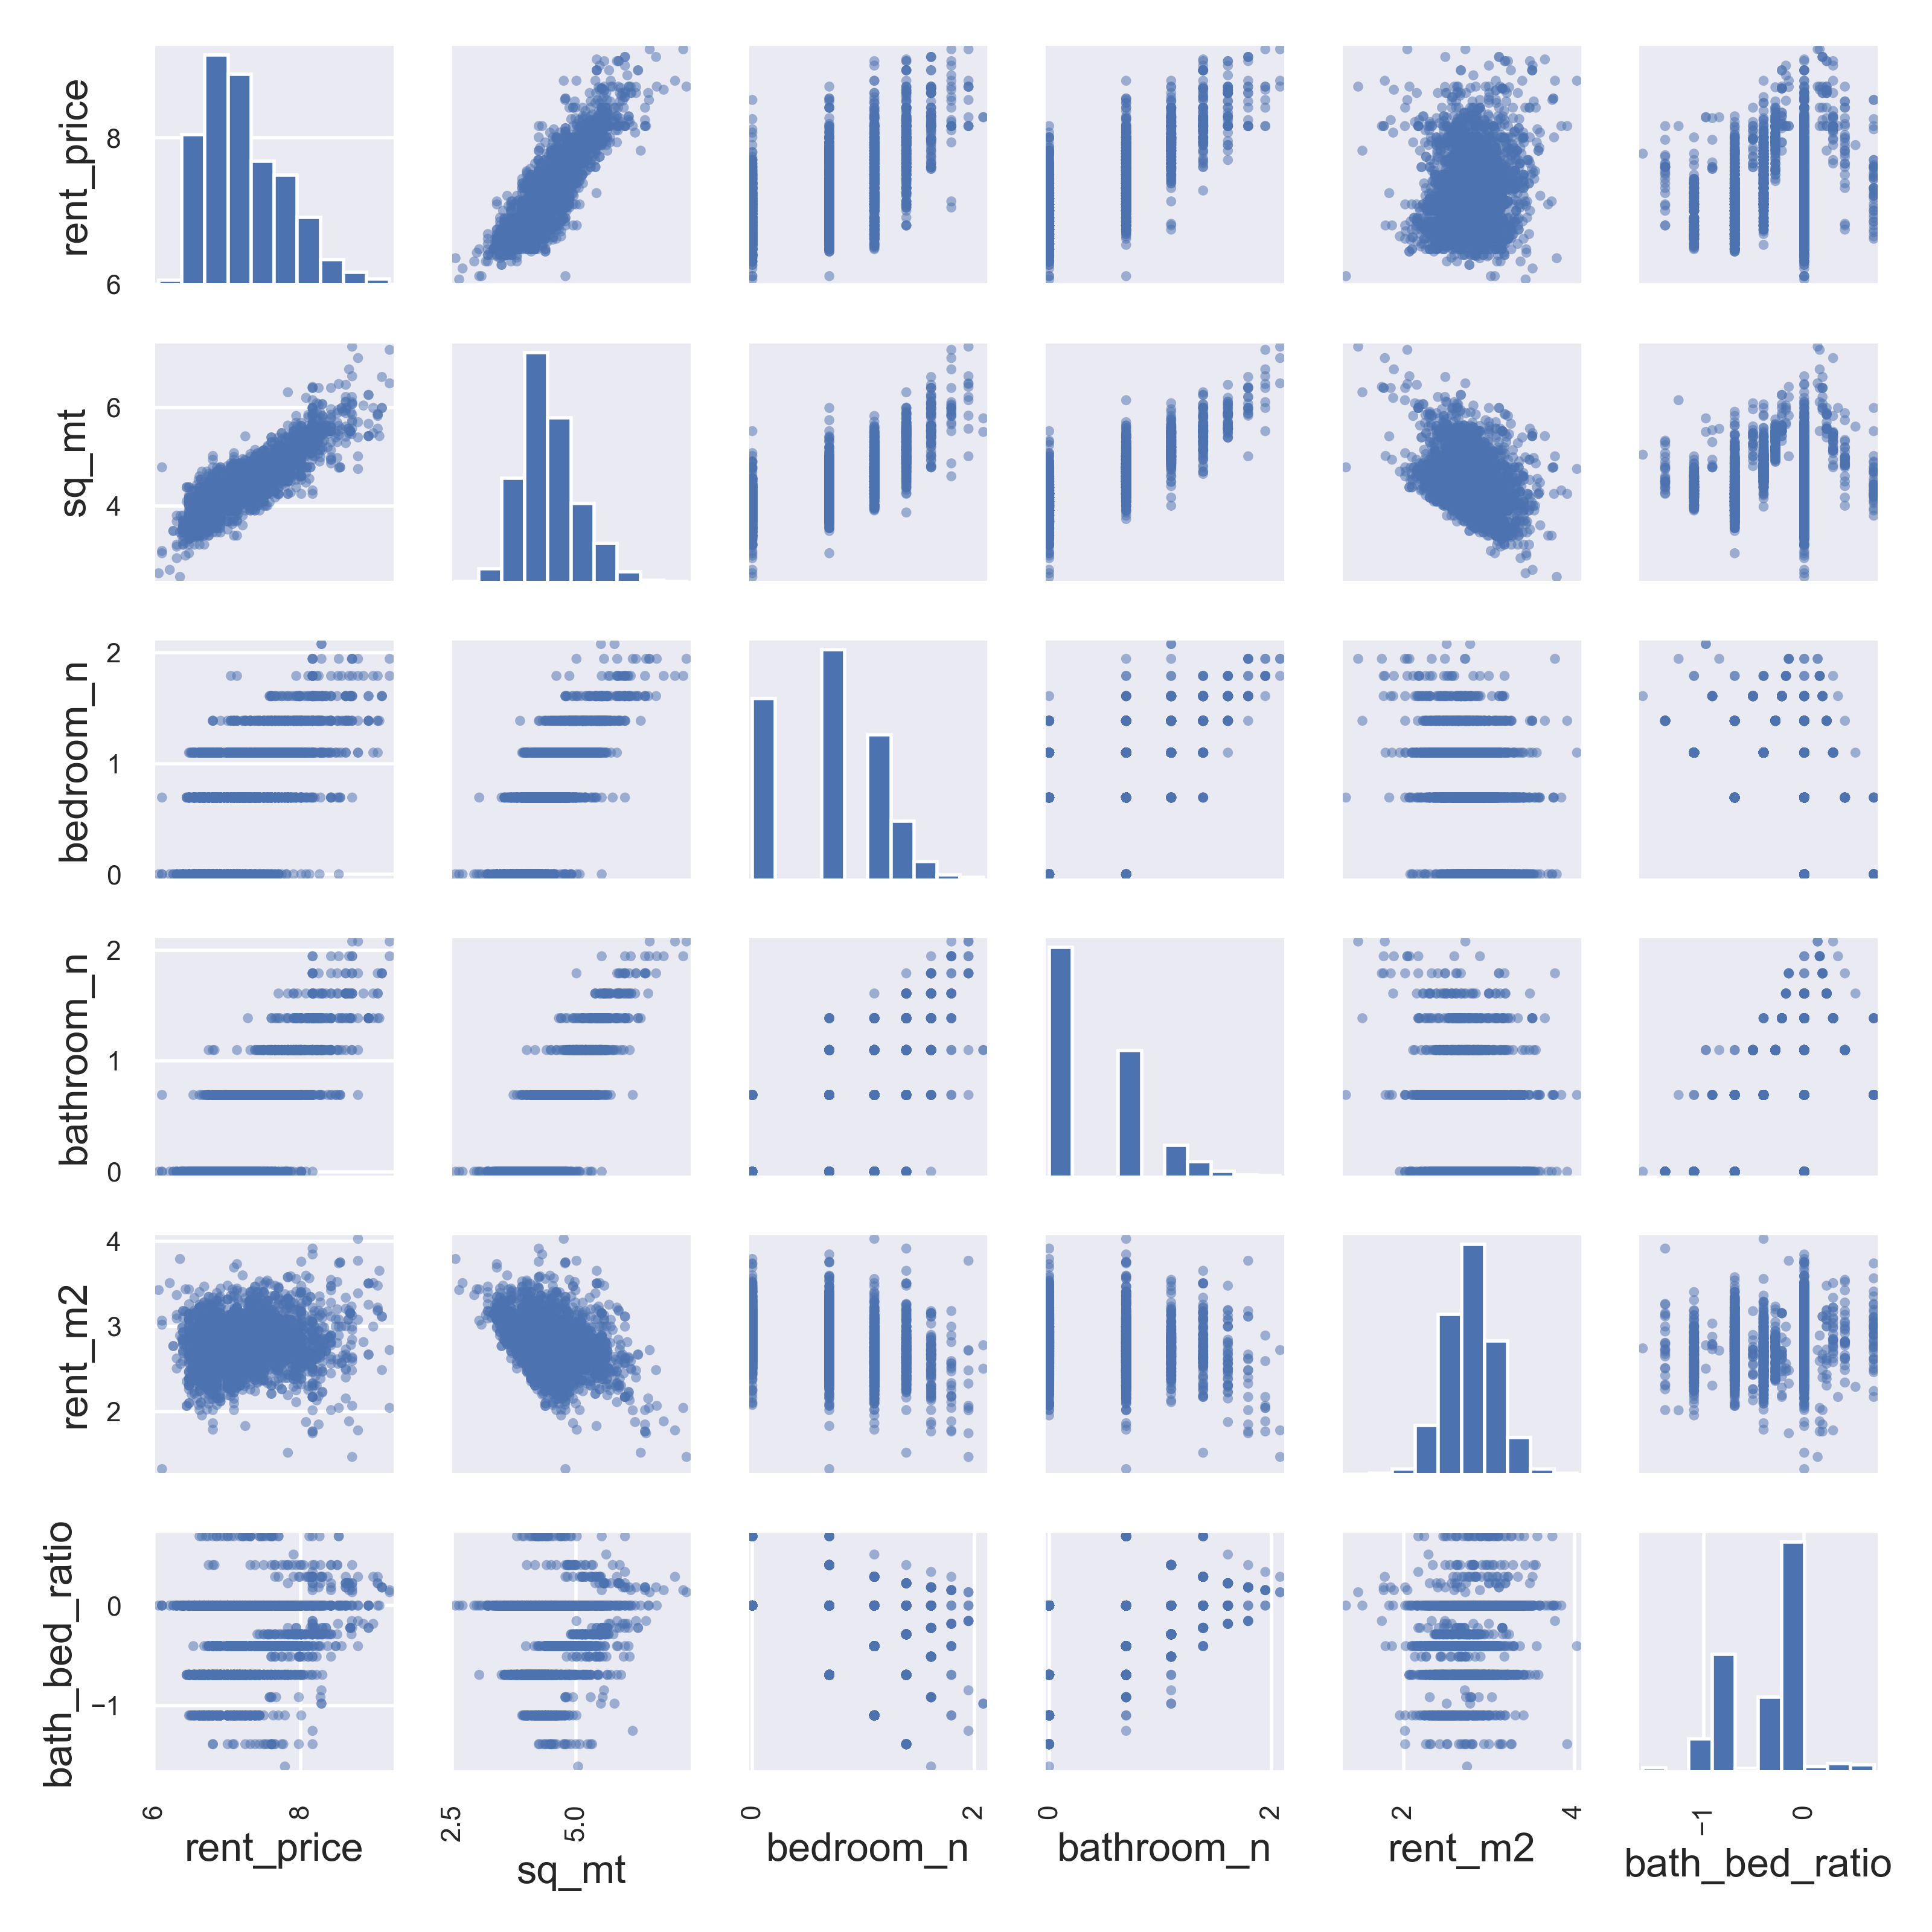 rent_price
8
6
sq_mt
6
4
bedroom_n
2
1
0
bathroom_n
2
1
0
rent_m2
4
3
2
bath_bed_ratio
0
−1
6
8
rent_price
2.5
5.0
sq_mt
0
2
bedroom_n
0
2
bathroom_n
2
4
rent_m2
−1
0
bath_bed_ratio